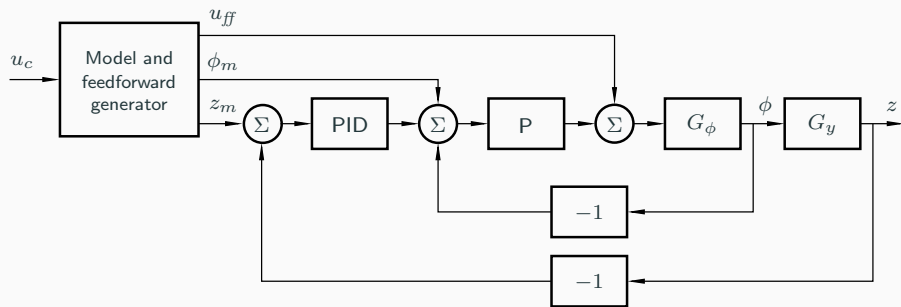 u_ff
u_c
Model and
feedforward
generator
ϕ_m
z_m
Σ
PID
Σ
P
Σ
G_ϕ
ϕ
G_y
z
−1
−1